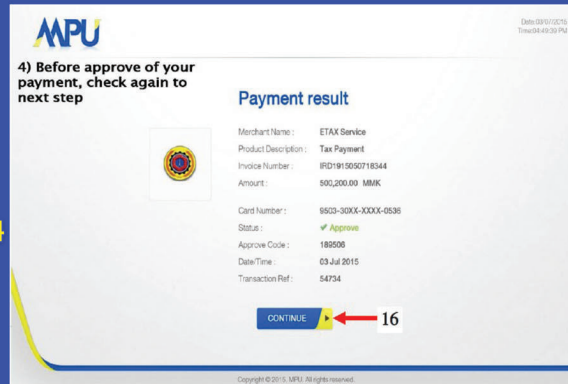 MPU
Date:03/07/2015
Time:04:49:39 PM
4) Before approve of your
payment, check again to
next step
Payment result
Merchant Name : ETAX Service
Product Description : Tax Payment
Invoice Number : IRD1915050718344
Amount : 500,200.00 MMK
Card Number : 9503-30XX-XXXX-0536
Status : ✔ Approve
Approve Code : 189506
Date/Time : 03 Jul 2015
Transaction Ref : 54734
CONTINUE
16
Copyright © 2015. MPU. All rights reserved.